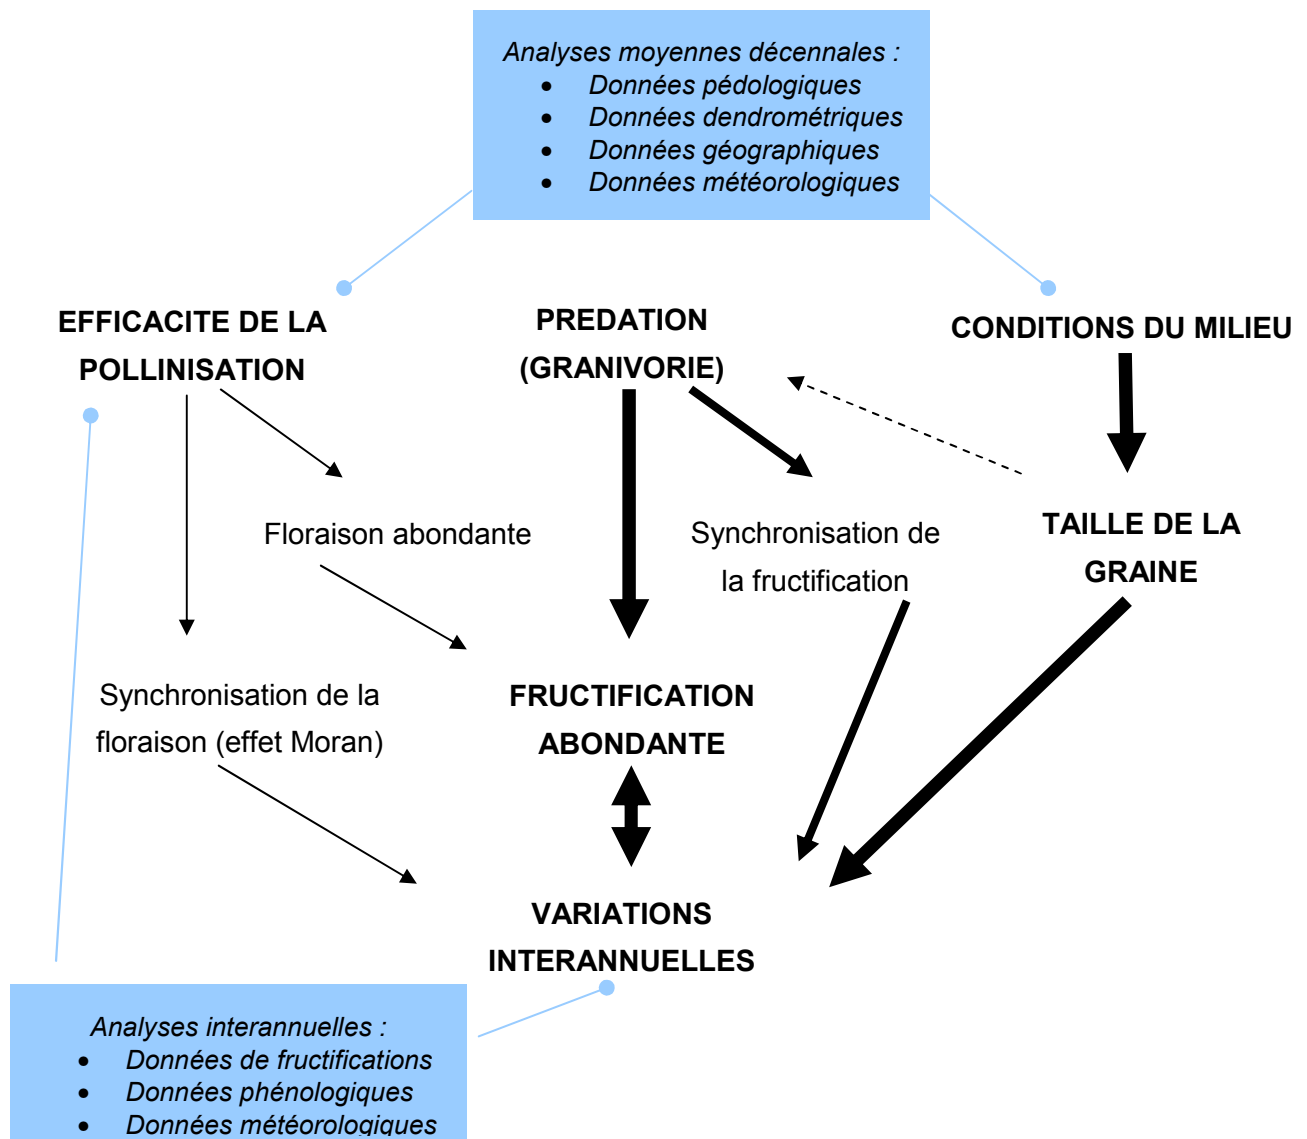 Analyses moyennes décennales :
• Données pédologiques
• Données dendrométriques
• Données géographiques
• Données météorologiques
EFFICACITE DE LA
POLLINISATION
PREDATION
(GRANIVORIE)
CONDITIONS DU MILIEU
Floraison abondante
Synchronisation de
la fructification
TAILLE DE LA
GRAINE
Synchronisation de la
floraison (effet Moran)
FRUCTIFICATION
ABONDANTE
VARIATIONS
INTERANNUELLES
Analyses interannuelles :
• Données de fructifications
• Données phénologiques
• Données météorologiques